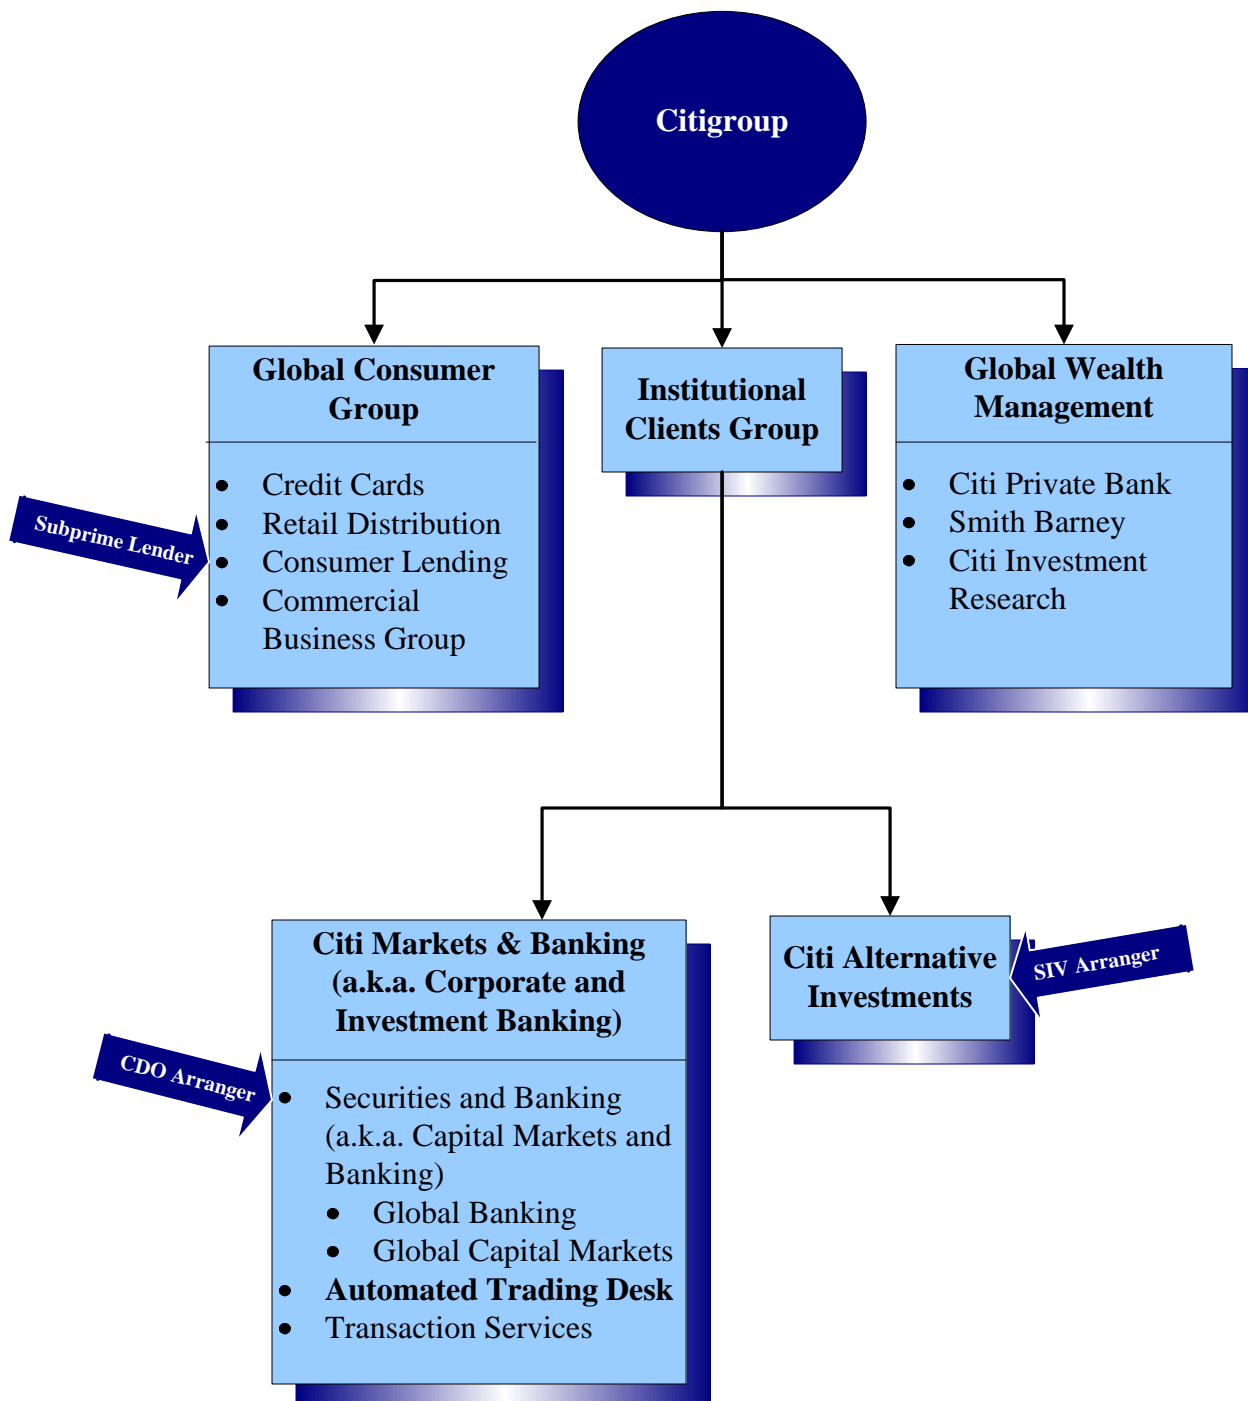 Citigroup
Global Consumer
Group
Credit Cards
Retail Distribution
Consumer Lending
Commercial
Business Group
Subprime Lender
Institutional
Clients Group
Global Wealth
Management
Citi Private Bank
Smith Barney
Citi Investment
Research
Citi Markets & Banking
(a.k.a. Corporate and
Investment Banking)
Securities and Banking
(a.k.a. Capital Markets and
Banking)
Global Banking
Global Capital Markets
Automated Trading Desk
Transaction Services
CDO Arranger
Citi Alternative
Investments
SIV Arranger